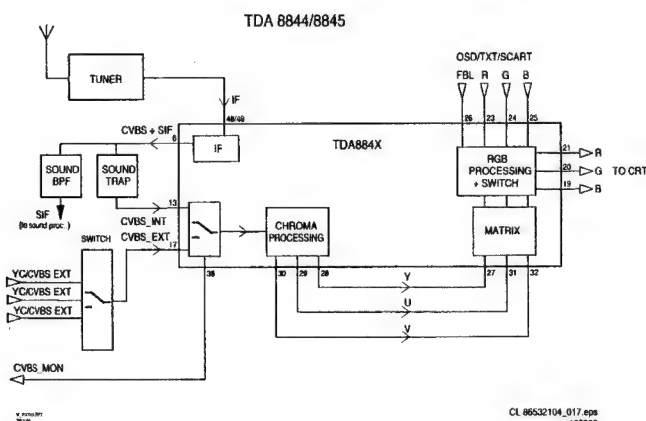 TDA 8844/8845
OSD/TXT/SCART
FBL R G B
TUNER
IF
48/49
26 23 24 25
CVBS + SIF
6
IF
TDA884X
RGB
PROCESSING
+ SWITCH
21 R
20 G TO CRT
19 B
SOUND
BPF
SOUND
TRAP
SIF
(to sound proc..)
13
CVBS_INT
CVBS_EXT
17
CHROMA
PROCESSING
MATRIX
SWITCH
38
30 29 28
27 31 32
YC/CVBS EXT
YC/CVBS EXT
YC/CVBS EXT
Y
U
V
CVBS_MON
CL 86532104_017.eps